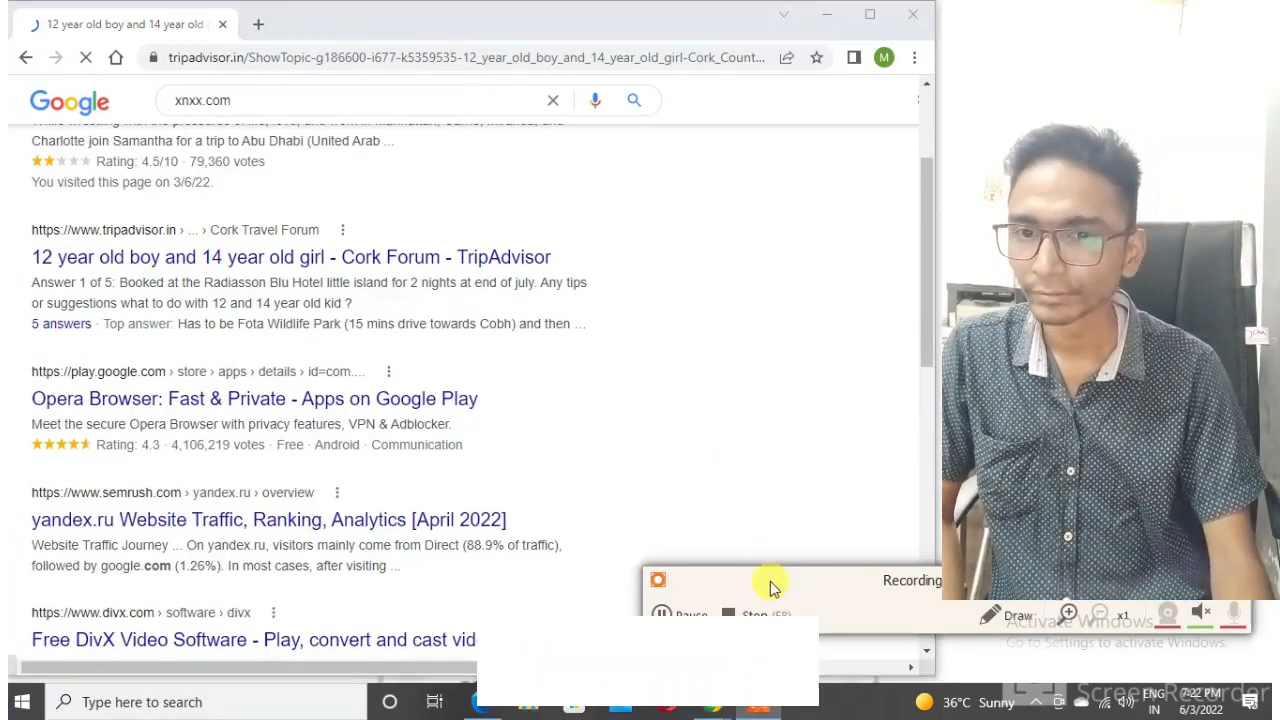 12 year old boy and 14 year old
tripadvisor.in/ShowTopic-g186600-i677-k5359535-12_year_old_boy_and_14_year_old_girl-Cork_Count...
M
Google
xnxx.com
Charlotte join Samantha for a trip to Abu Dhabi (United Arab ...
Rating: 4.5/10 · 79,360 votes
You visited this page on 3/6/22.
https://www.tripadvisor.in › ... › Cork Travel Forum
12 year old boy and 14 year old girl - Cork Forum - TripAdvisor
Answer 1 of 5: Booked at the Radiasson Blu Hotel little island for 2 nights at end of july. Any tips
or suggestions what to do with 12 and 14 year old kid ?
5 answers · Top answer: Has to be Fota Wildlife Park (15 mins drive towards Cobh) and then ...
https://play.google.com › store › apps › details › id=com....
Opera Browser: Fast & Private - Apps on Google Play
Meet the secure Opera Browser with privacy features, VPN & Adblocker.
Rating: 4.3 · 4,106,219 votes · Free · Android · Communication
https://www.semrush.com › yandex.ru › overview
yandex.ru Website Traffic, Ranking, Analytics [April 2022]
Website Traffic Journey ... On yandex.ru, visitors mainly come from Direct (88.9% of traffic),
followed by google.com (1.26%). In most cases, after visiting ...
https://www.divx.com › software › divx
Free DivX Video Software - Play, convert and cast vid
Recording
Pause Stop (F8)
Draw x1
Activate Windows
Go to Settings to activate Windows.
Screen Recorder
Type here to search
36°C Sunny
ENG 7:22 PM
IN 6/3/2022